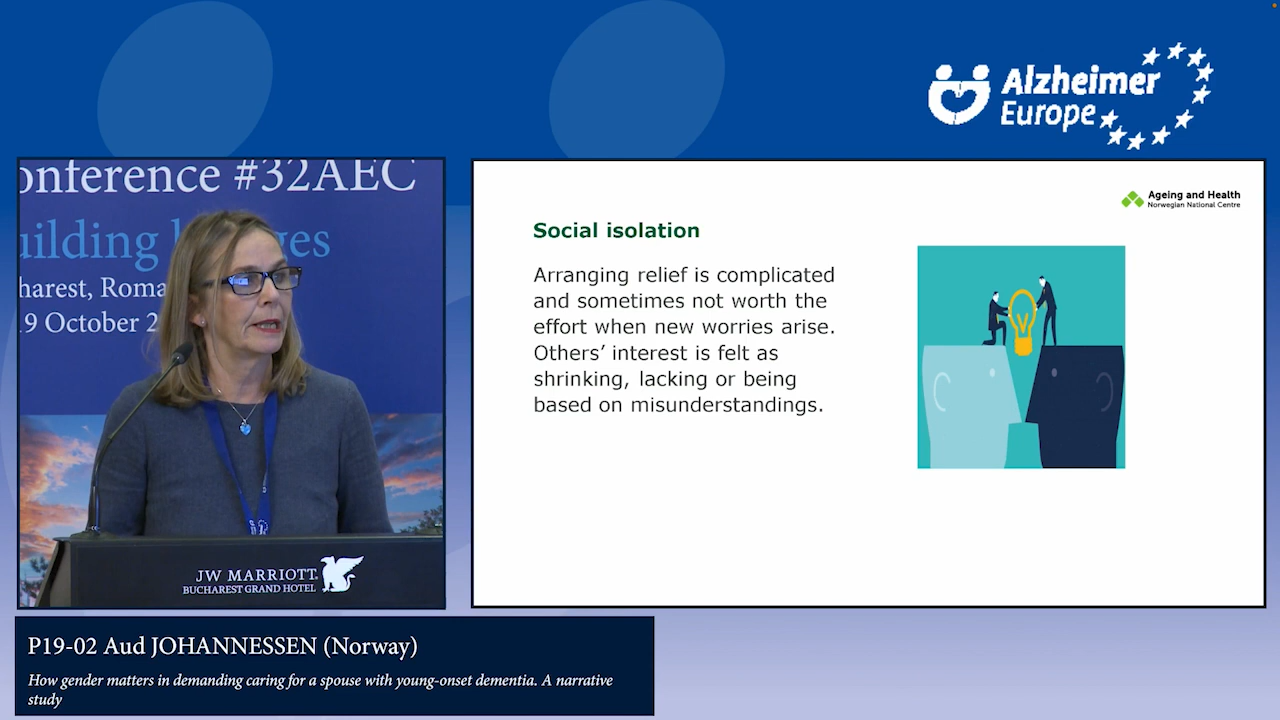 Alzheimer
Europe
onference #32AEC
uilding
ges
harest, Roma
19 October 2
JW MARRIOTT
BUCHAREST GRAND HOTEL
Ageing and Health
Norwegian National Centre
Social isolation
Arranging relief is complicated
and sometimes not worth the
effort when new worries arise.
Others’ interest is felt as
shrinking, lacking or being
based on misunderstandings.
P19-02 Aud JOHANNESSEN (Norway)
How gender matters in demanding caring for a spouse with young-onset dementia. A narrative
study